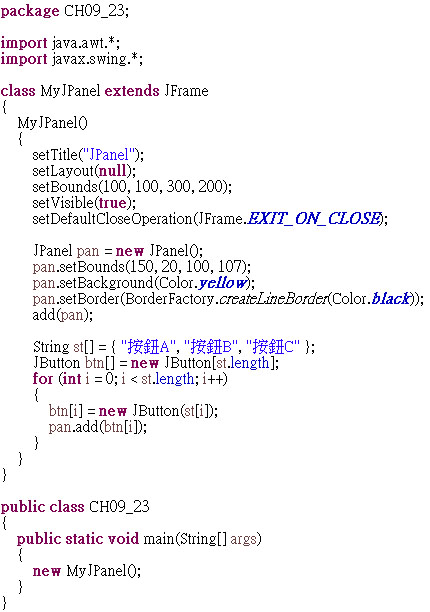 package CH09_23;
import java.awt.*;
import javax.swing.*;
class MyJPanel extends JFrame
{
MyJPanel()
{
setTitle("JPanel");
setLayout(null);
setBounds(100, 100, 300, 200);
setVisible(true);
setDefaultCloseOperation(JFrame.EXIT_ON_CLOSE);
JPanel pan = new JPanel();
pan.setBounds(150, 20, 100, 107);
pan.setBackground(Color.yellow);
pan.setBorder(BorderFactory.createLineBorder(Color.black));
add(pan);
String st[] = { "按鈕A", "按鈕B", "按鈕C" };
JButton btn[] = new JButton[st.length];
for (int i = 0; i < st.length; i++)
{
btn[i] = new JButton(st[i]);
pan.add(btn[i]);
}
}
}
public class CH09_23
{
public static void main(String[] args)
{
new MyJPanel();
}
}